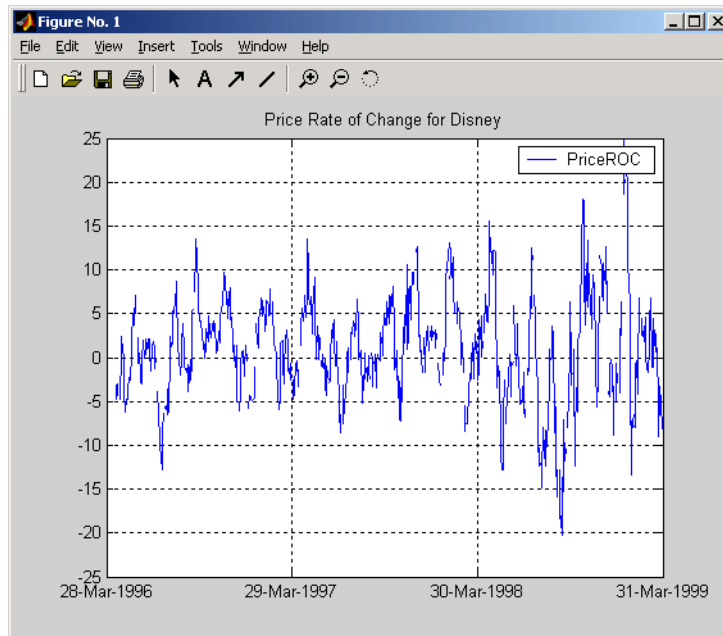 Figure No. 1
File Edit View Insert Tools Window Help
A
Price Rate of Change for Disney
PriceROC
25
20
15
10
5
0
-5
-10
-15
-20
-25
28-Mar-1996 29-Mar-1997 30-Mar-1998 31-Mar-1999